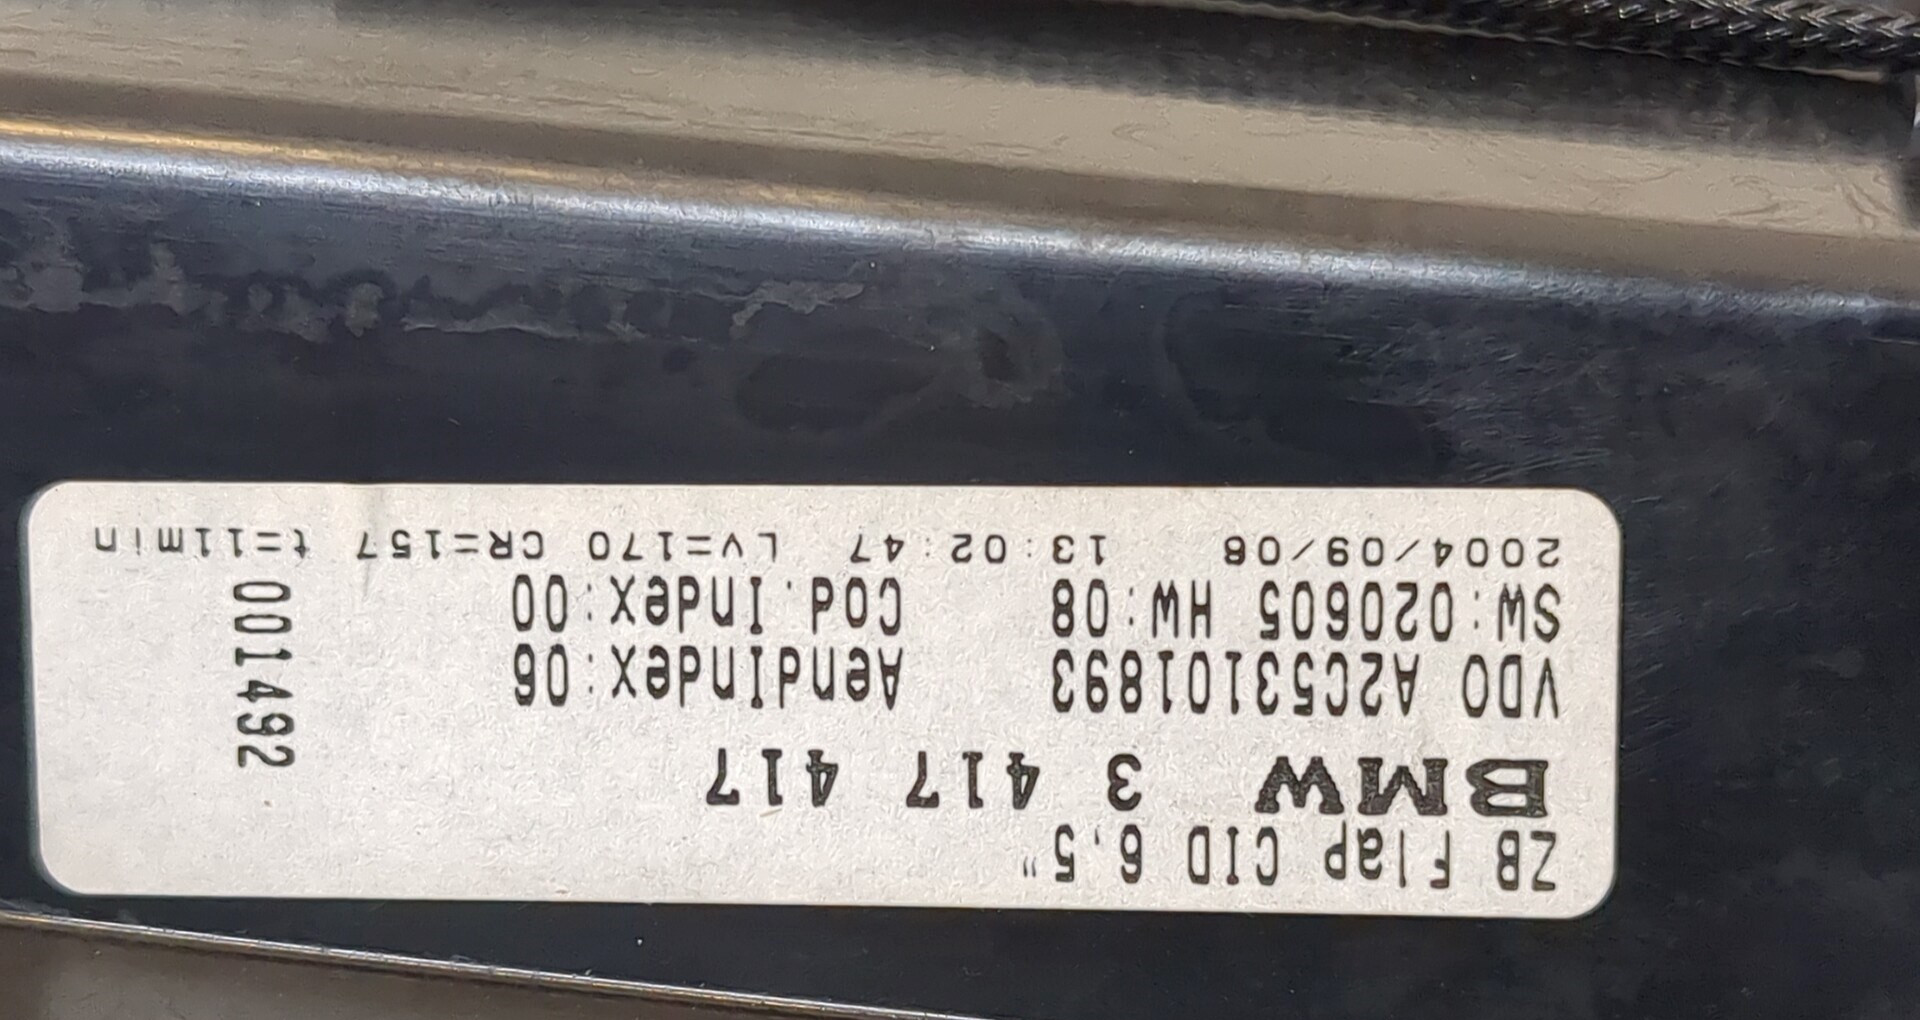 ZB Flap CID 6,5"
BMW 3 417 417
VDO A2C53101893 AendIndex:06
SW:020605 HW:08 Cod.Index:00
2004/09/08 13:02:47 LV=170 CR=157 t=11min
001492